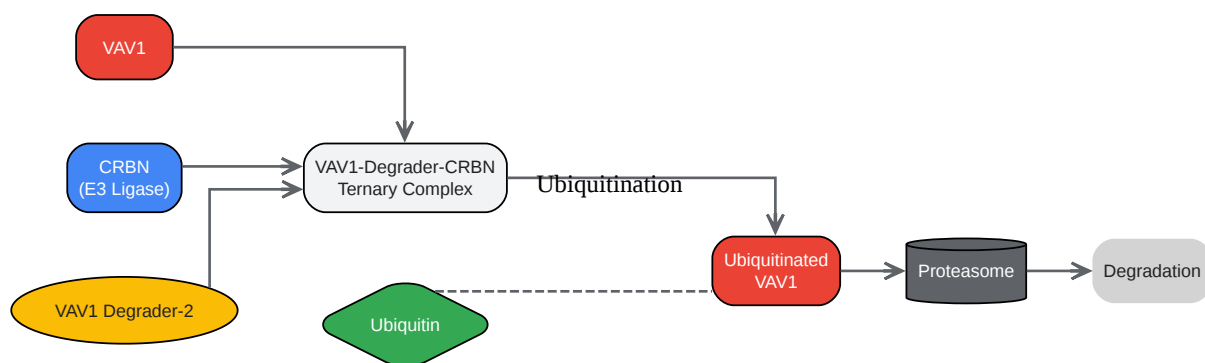 VAV1
CRBN
(E3 Ligase)
VAV1-Degrader-CRBN
Ternary Complex
Ubiquitination
Ubiquitinated
VAV1
Proteasome
Degradation
VAV1 Degrader-2
Ubiquitin